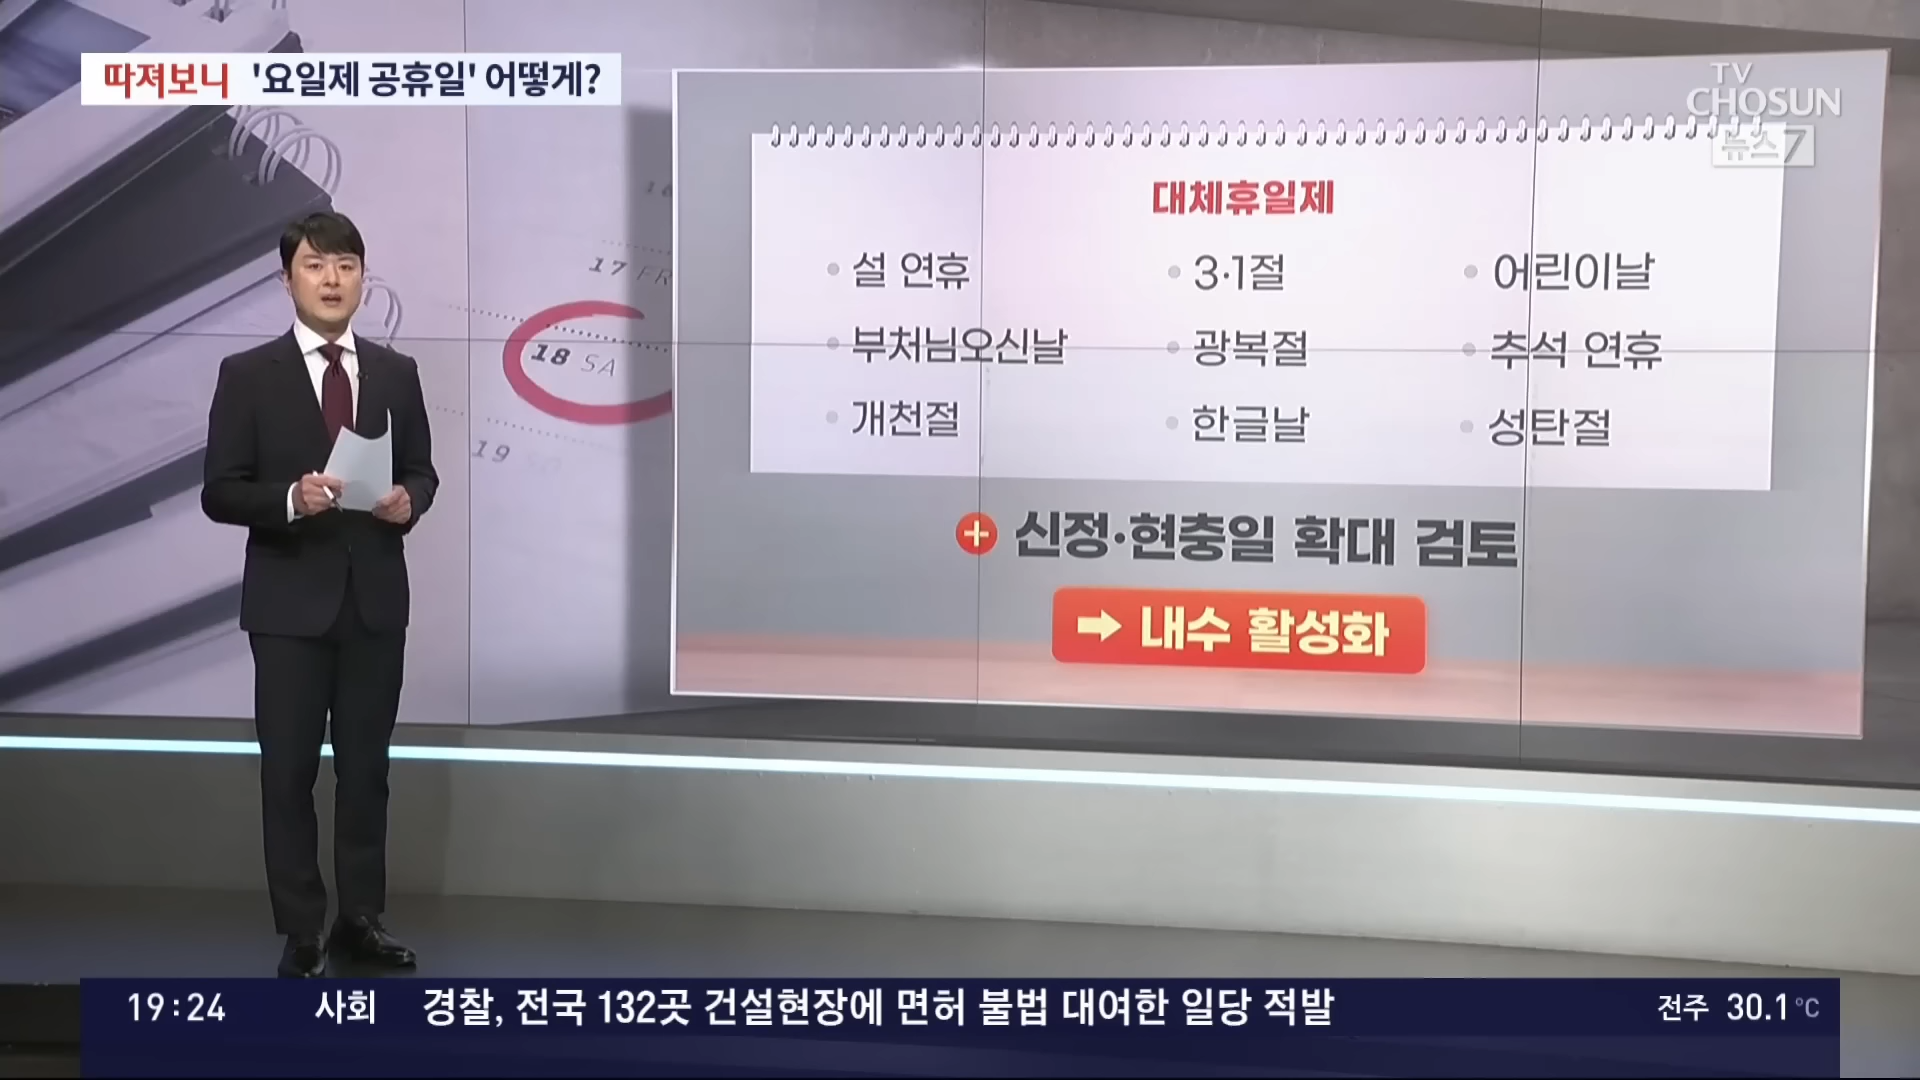 따져보니 '요일제 공휴일' 어떻게?
TV
CHOSUN
뉴스7
대체휴일제
설 연휴
3·1절
어린이날
부처님오신날
광복절
추석 연휴
개천절
한글날
성탄절
+ 신정·현충일 확대 검토
➡ 내수 활성화
17 FR
18 SA
19
19:24 사회 경찰, 전국 132곳 건설현장에 면허 불법 대여한 일당 적발 전주 30.1℃